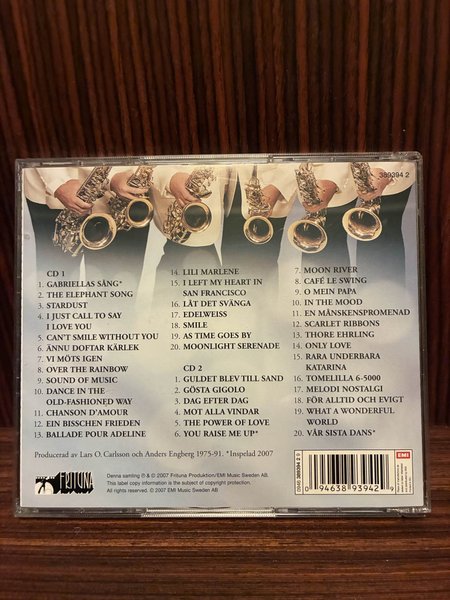 389394 2
CD 1
1. GABRIELLAS SÅNG*
2. THE ELEPHANT SONG
3. STARDUST
4. I JUST CALL TO SAY
I LOVE YOU
5. CAN'T SMILE WITHOUT YOU
6. ÄNNU DOFTAR KÄRLEK
7. VI MÖTS IGEN
8. OVER THE RAINBOW
9. SOUND OF MUSIC
10. DANCE IN THE
OLD-FASHIONED WAY
11. CHANSON D'AMOUR
12. EIN BISSCHEN FRIEDEN
13. BALLADE POUR ADELINE
14. LILI MARLENE
15. I LEFT MY HEART IN
SAN FRANCISCO
16. LÅT DET SVÄNGA
17. EDELWEISS
18. SMILE
19. AS TIME GOES BY
20. MOONLIGHT SERENADE
CD 2
1. GULDET BLEV TILL SAND
2. GÖSTA GIGOLO
3. DAG EFTER DAG
4. MOT ALLA VINDAR
5. THE POWER OF LOVE
6. YOU RAISE ME UP*
7. MOON RIVER
8. CAFÉ LE SWING
9. O MEIN PAPA
10. IN THE MOOD
11. EN MÅNSKENSPROMENAD
12. SCARLET RIBBONS
13. THORE EHRLING
14. ONLY LOVE
15. RARA UNDERBARA
KATARINA
16. TOMELILLA 6-5000
17. MELODI NOSTALGI
18. FÖR ALLTID OCH EVIGT
19. WHAT A WONDERFUL
WORLD
20. VÅR SISTA DANS*
Producerad av Lars O. Carlsson och Anders Engberg 1975-91. *Inspelad 2007
FRITUNA
Denna samling ℗ & © 2007 Frituna Produktion/EMI Music Sweden AB.
This label copy information is the subject of copyright protection.
All rights reserved. © 2007 EMI Music Sweden AB
EMI
0 94638 93942 9